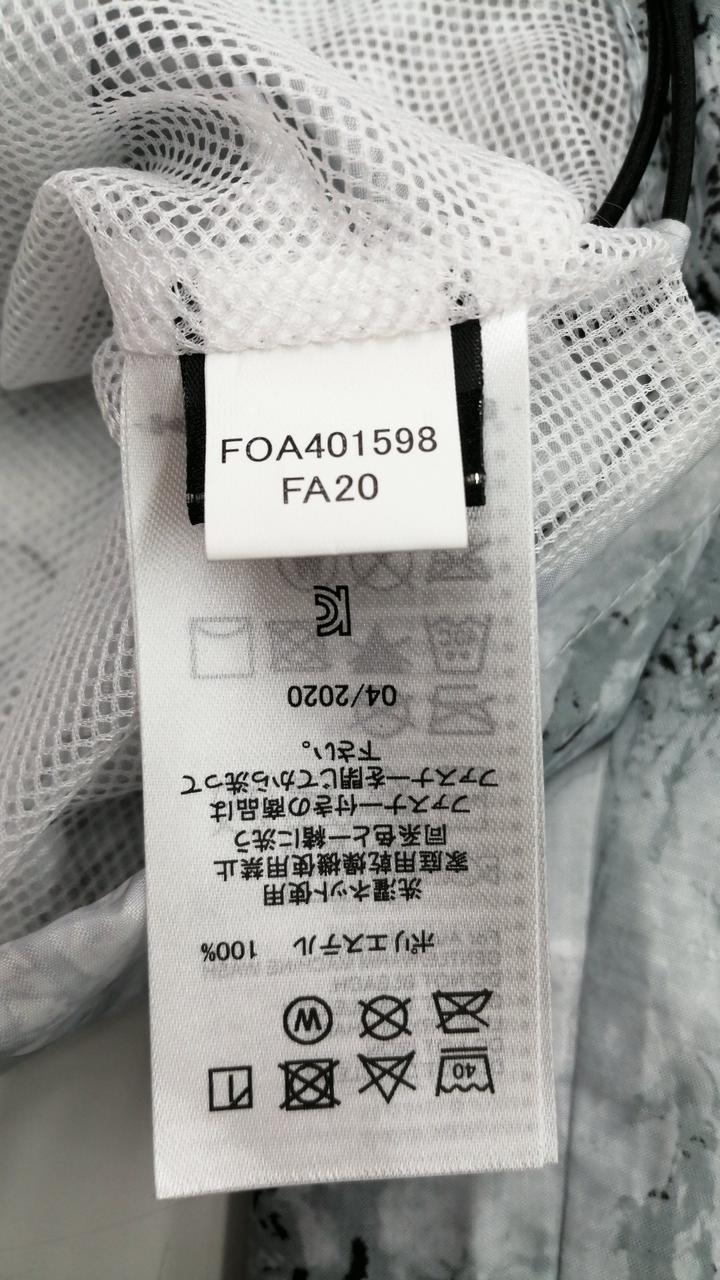 FOA401598
FA20
40
W
ポリエステル 100%
洗濯ネット使用
家庭用乾燥機使用禁止
同系色と一緒に洗う
ファスナー付きの商品は
ファスナーを閉じてから洗って
下さい。
04/2020